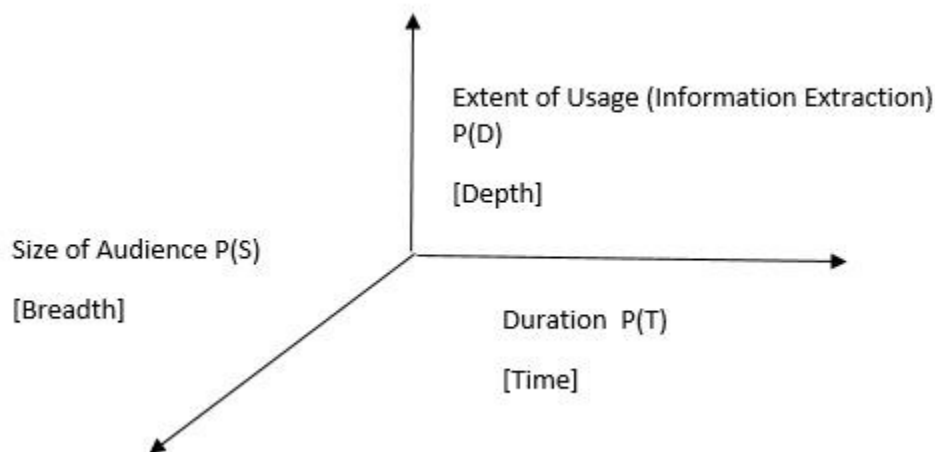 Extent of Usage (Information Extraction)
P(D)
[Depth]
Size of Audience P(S)
[Breadth]
Duration P(T)
[Time]